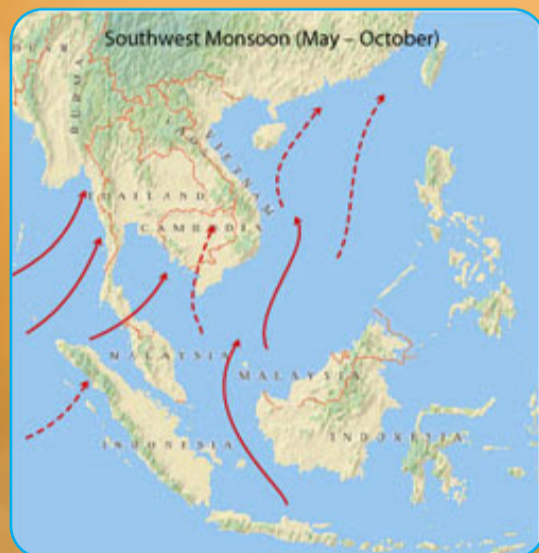 Southwest Monsoon (May – October)
BURMA
LAOS
VIETNAM
THAILAND
CAMBODIA
MALAYSIA
MALAYSIA
INDONESIA
INDONESIA